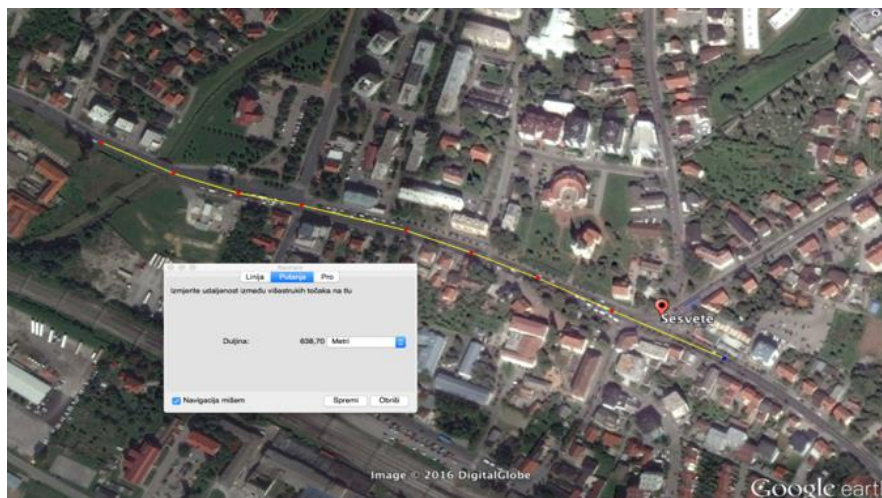 Linija Putanja Pro
Izmjerite udaljenost između višestrukih točaka na tlu
Duljina: 638,70 Metri
Navigacija mišem Spremi Obriši
Sesvete
Image © 2016 DigitalGlobe
Google eart